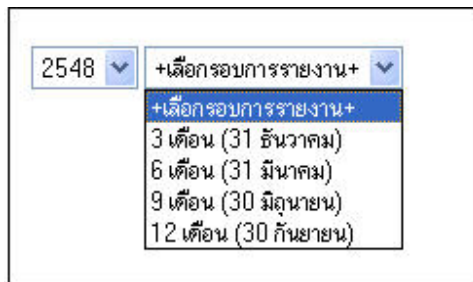 2548 +เลือกรอบการรายงาน+
+เลือกรอบการรายงาน+
3 เดือน (31 ธันวาคม)
6 เดือน (31 มีนาคม)
9 เดือน (30 มิถุนายน)
12 เดือน (30 กันยายน)